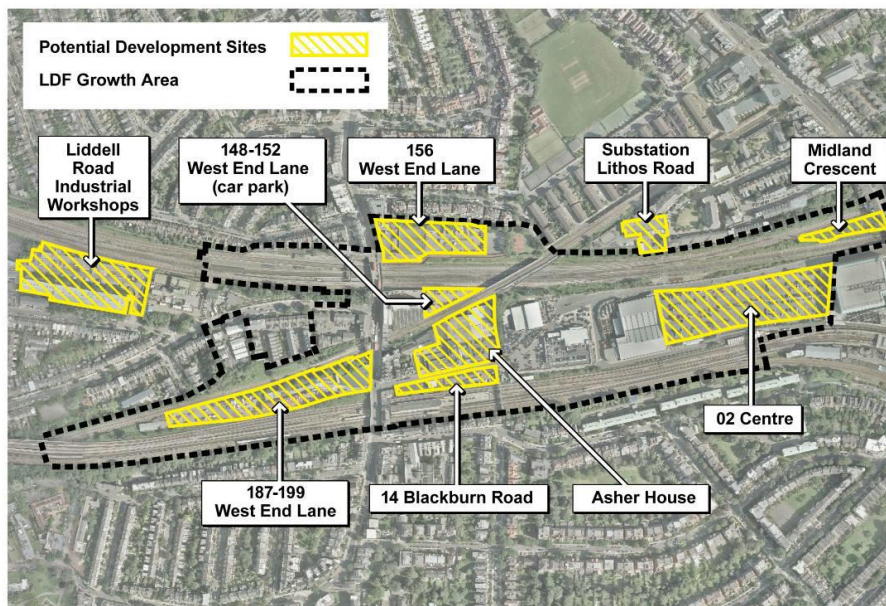 Potential Development Sites
LDF Growth Area
Liddell
Road
Industrial
Workshops
148-152
West End Lane
(car park)
156
West End Lane
Substation
Lithos Road
Midland
Crescent
187-199
West End Lane
14 Blackburn Road
Asher House
02 Centre